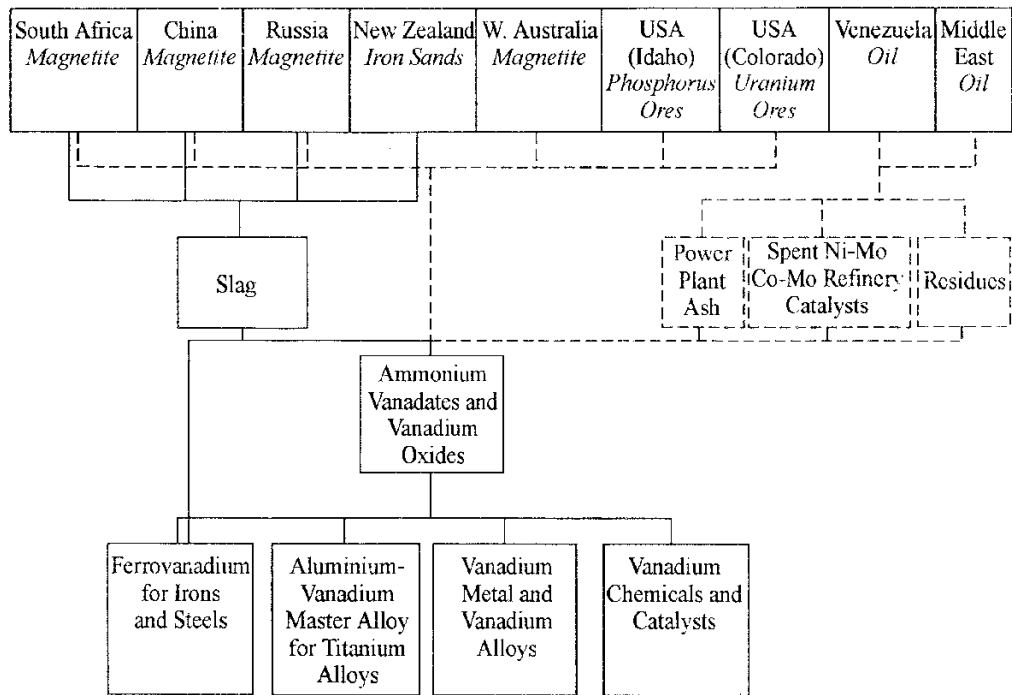 South Africa
Magnetite
China
Magnetite
Russia
Magnetite
New Zealand
Iron Sands
W. Australia
Magnetite
USA
(Idaho)
Phosphorus
Ores
USA
(Colorado)
Uranium
Ores
Venezuela
Oil
Middle
East
Oil
Slag
Power
Plant
Ash
Spent Ni-Mo
Co-Mo Refinery
Catalysts
Residues
Ammonium
Vanadates and
Vanadium
Oxides
Ferrovanadium
for Irons
and Steels
Aluminium-
Vanadium
Master Alloy
for Titanium
Alloys
Vanadium
Metal and
Vanadium
Alloys
Vanadium
Chemicals and
Catalysts